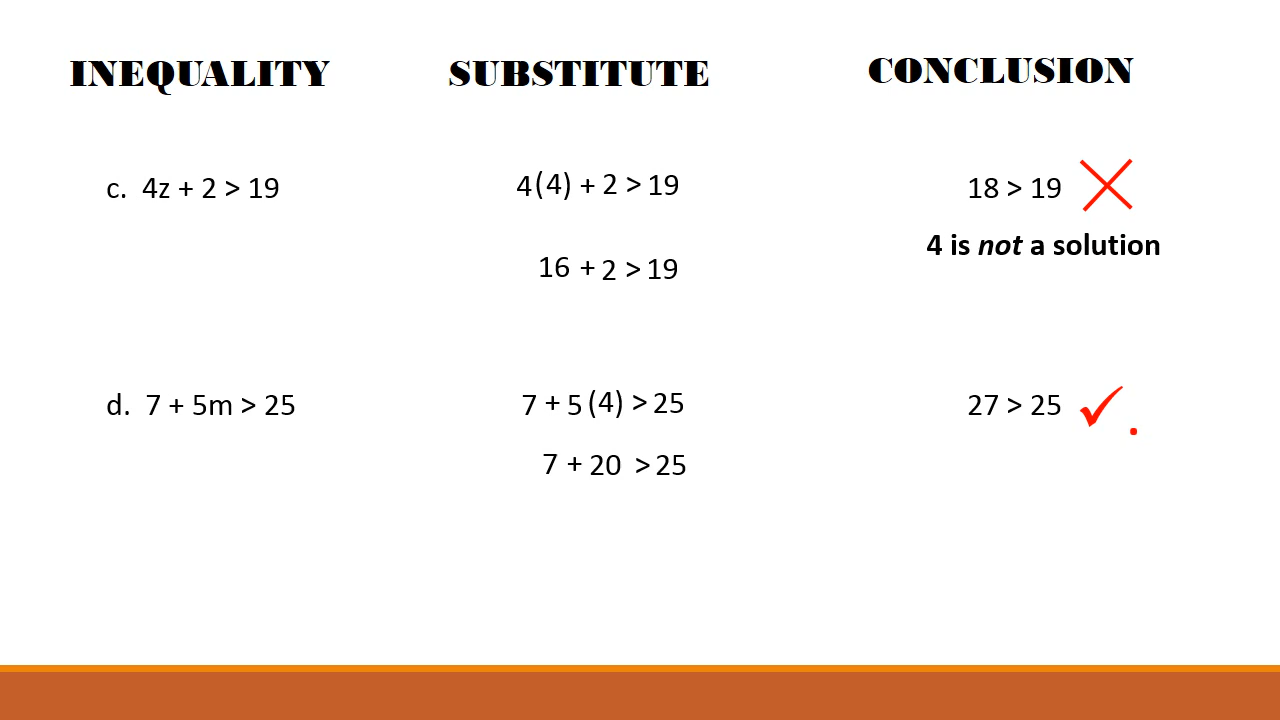 INEQUALITY SUBSTITUTE CONCLUSION
c. 4z + 2 > 19 4(4) + 2 > 19 18 > 19
4 is not a solution
16 + 2 > 19
d. 7 + 5m > 25 7 + 5(4) > 25 27 > 25
7 + 20 > 25